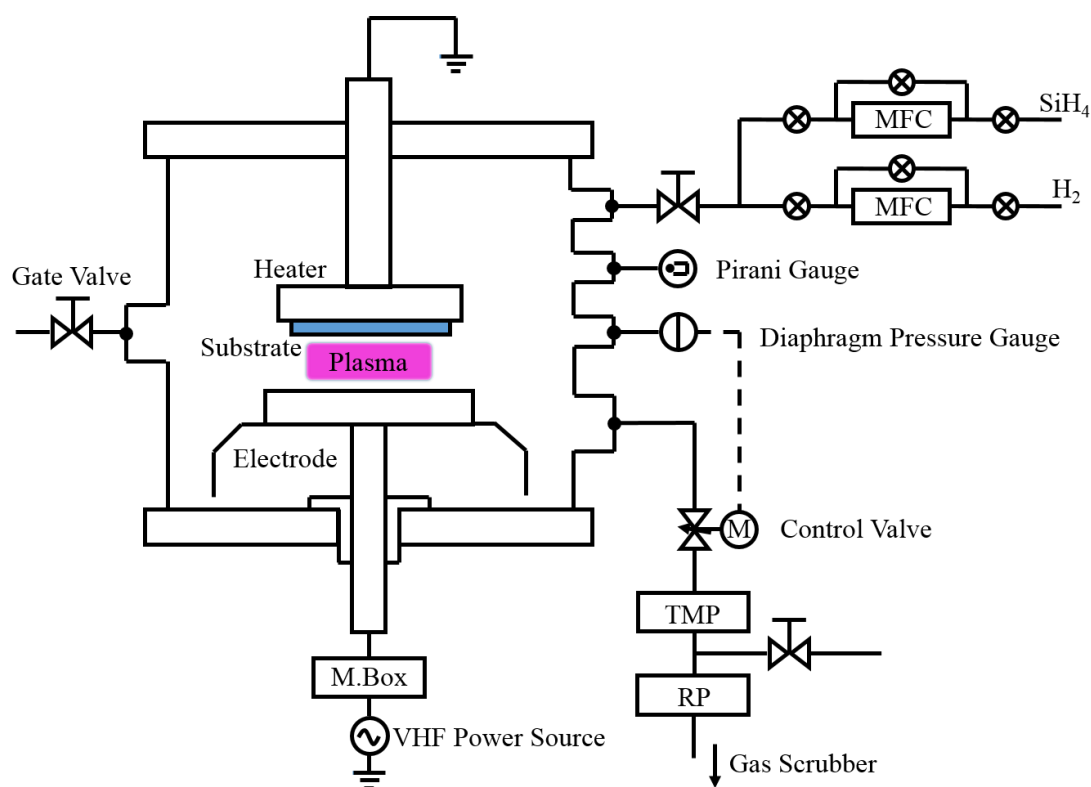 SiH₄
MFC
H₂
MFC
Gate Valve
Heater
Pirani Gauge
Substrate
Plasma
Diaphragm Pressure Gauge
Electrode
M
Control Valve
TMP
M.Box
RP
VHF Power Source
Gas Scrubber